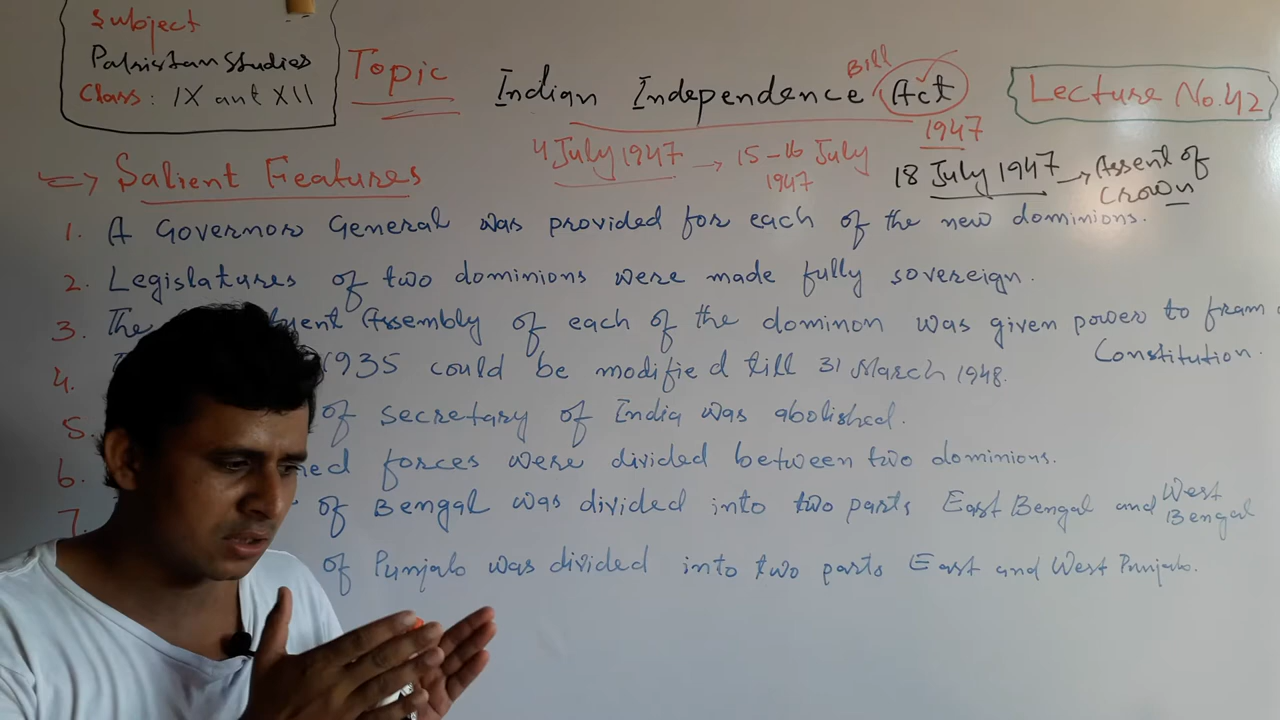 Subject
Pakistan Studies
Class: IX ant XII
Topic
Indian Independence Act
Bill
1947
Lecture No.42
4 July 1947 → 15-16 July
1947
18 July 1947 → Assent of
Crown
Salient Features
1. A Governor General was provided for each of the new dominions.
2. Legislatures of two dominions were made fully sovereign.
3. The Assembly of each of the dominon was given power to fram
Constitution.
4. 1935 could be modified till 31 March 1948.
5. of secretary of India was abolished.
6. forces were divided between two dominions.
7. of Bengal was divided into two parts East Bengal and West
Bengal
of Punjab was divided into two parts East and West Punjab.